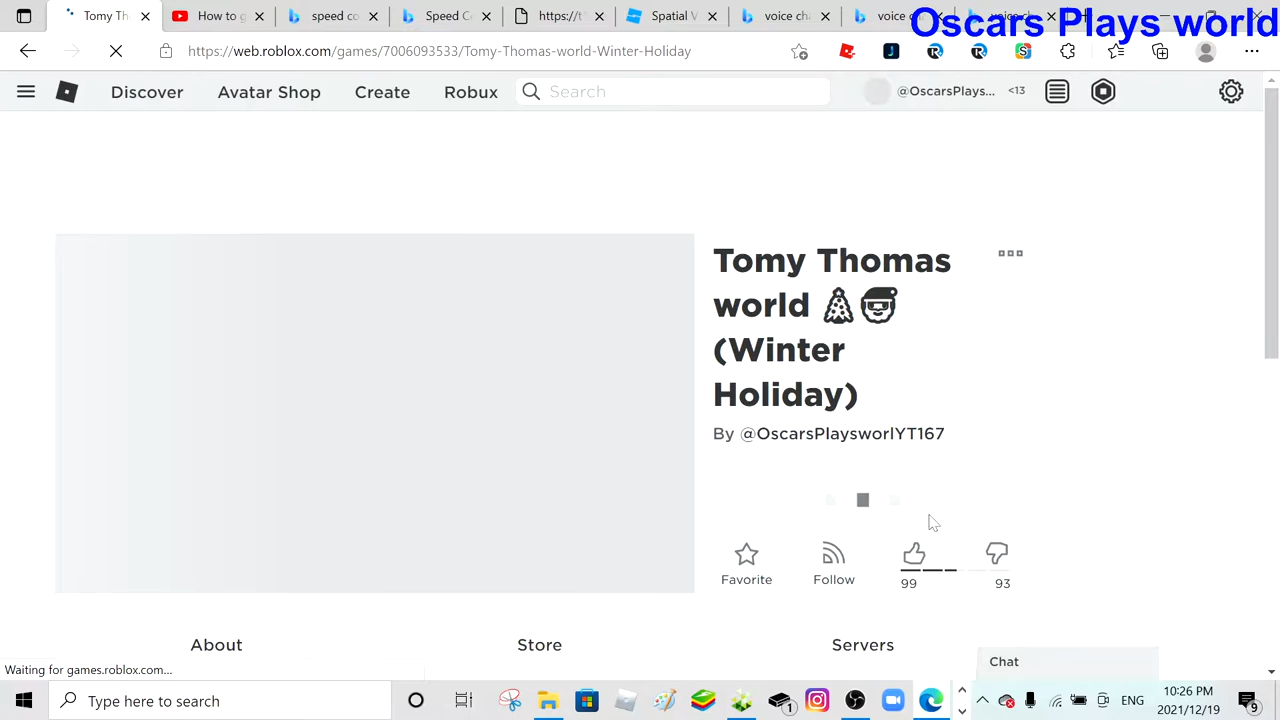 Oscars Plays world
Tomy Th
How to g
speed co
Speed C
https://t
Spatial V
voice ch
https://web.roblox.com/games/7006093533/Tomy-Thomas-world-Winter-Holiday
Discover
Avatar Shop
Create
Robux
Search
@OscarsPlays...
<13
Tomy Thomas
world 🎄🎅
(Winter
Holiday)
By @OscarsPlaysworlYT167
Favorite
Follow
99
93
About
Store
Servers
Chat
Waiting for games.roblox.com...
Type here to search
1
ENG
10:26 PM
2021/12/19
9